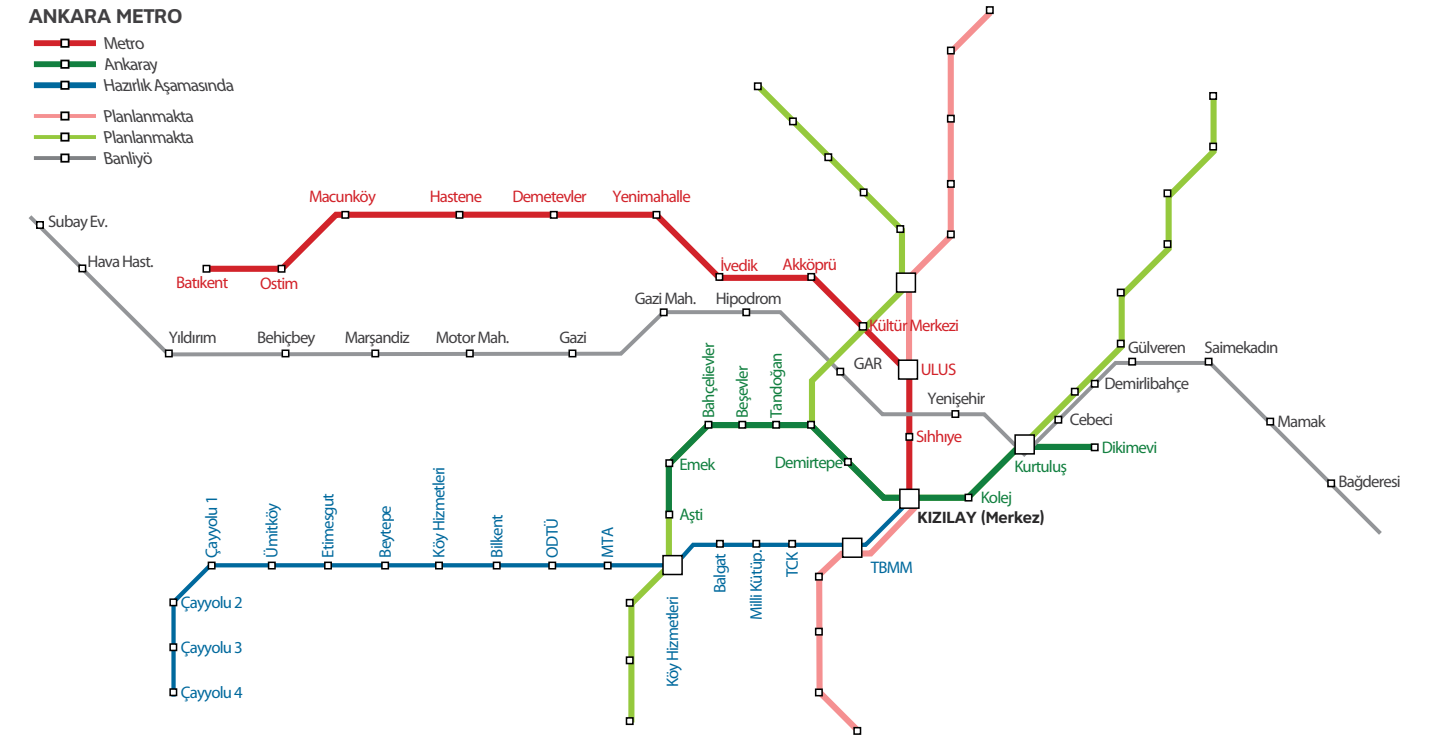 ANKARA METRO
Metro
Ankaray
Hazırlık Aşamasında
Planlanmakta
Planlanmakta
Banliyö
Macunköy
Hastene
Demetevler
Yenimahalle
Subay Ev.
Hava Hast.
Batıkent
Ostim
İvedik
Akköprü
Gazi Mah.
Hipodrom
Kültür Merkezi
Yıldırım
Behiçbey
Marşandiz
Motor Mah.
Gazi
GAR
ULUS
Gülveren
Saimekadın
Demirlibahçe
Bahçelievler
Beşevler
Tandoğan
Yenişehir
Cebeci
Mamak
Sıhhıye
Emek
Demirtepe
Kurtuluş
Dikimevi
Bağderesi
Aşti
Kolej
KIZILAY (Merkez)
Çayyolu 1
Ümitköy
Etimesgut
Beytepe
Köy Hizmetleri
Bilkent
ODTÜ
MTA
Balgat
Milli Kütüp.
TCK
TBMM
Köy Hizmetleri
Çayyolu 2
Çayyolu 3
Çayyolu 4